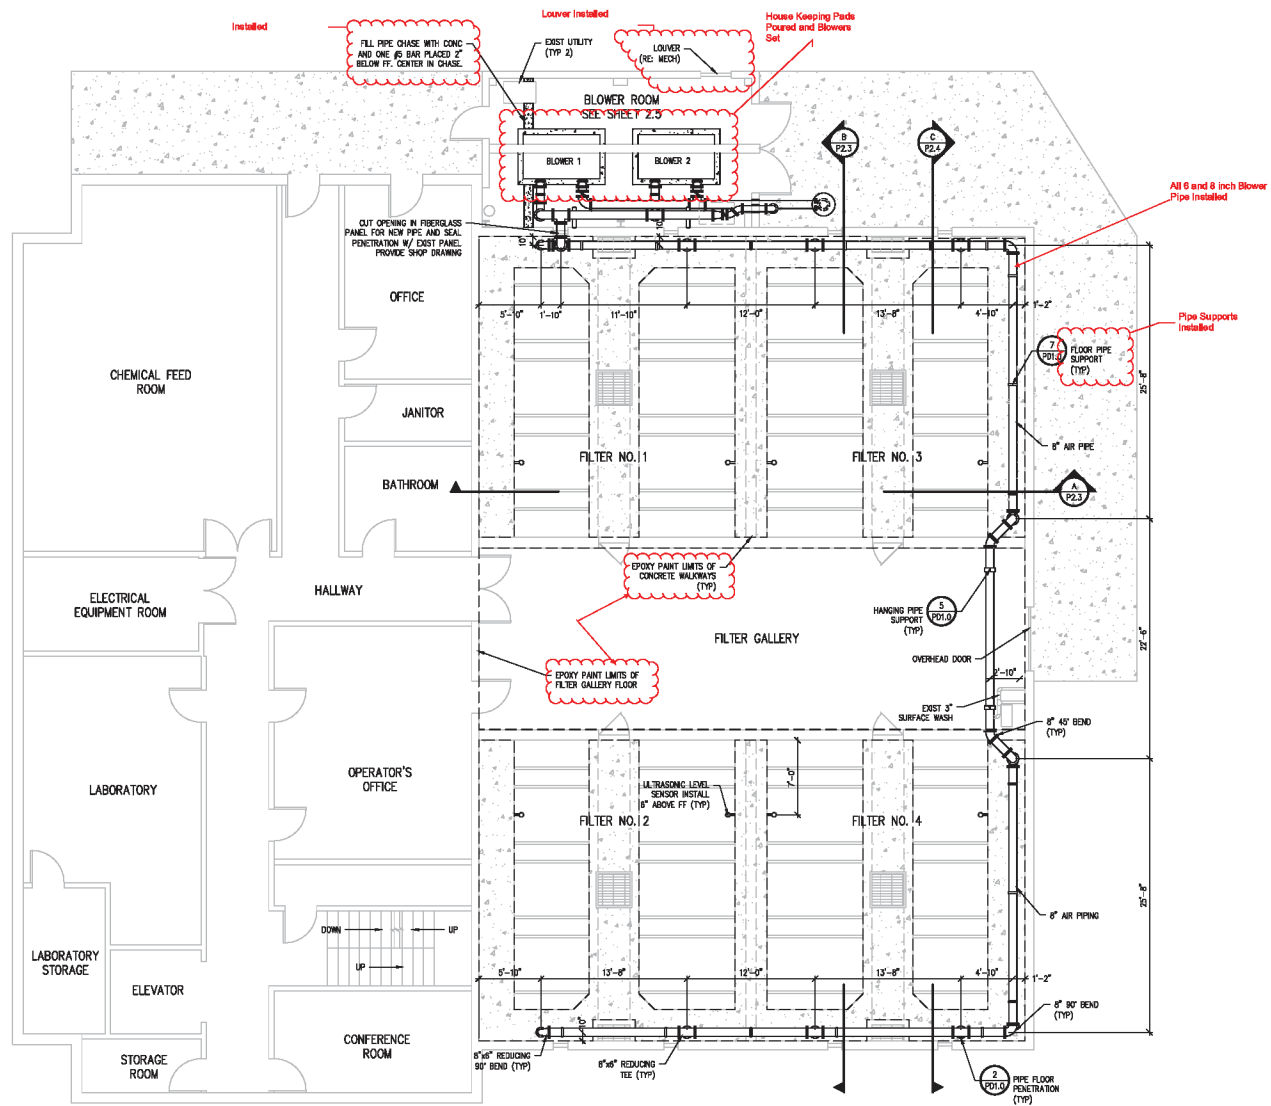 Installed
Louver Installed
House Keeping Pads
Poured and Blowers
Set
FILL PIPE CHASE WITH CONC
AND ONE #5 BAR PLACED 2"
BELOW FF. CENTER IN CHASE.
EXIST UTILITY
(TYP 2)
LOUVER
(RE: MECH)
BLOWER ROOM
SEE SHEET 2.5
BLOWER 1
BLOWER 2
B
P2.3
C
P2.4
All 6 and 8 inch Blower
Pipe Installed
CUT OPENING IN FIBERGLASS
PANEL FOR NEW PIPE AND SEAL
PENETRATION W/ EXIST PANEL
PROVIDE SHOP DRAWING
10"
10"
OFFICE
5'-10"
1'-10"
11'-10"
12'-0"
13'-8"
4'-10"
1'-2"
Pipe Supports
Installed
7
PD1.0
FLOOR PIPE
SUPPORT
(TYP)
25'-8"
CHEMICAL FEED
ROOM
JANITOR
8" AIR PIPE
FILTER NO. 1
FILTER NO. 3
BATHROOM
A
P2.3
EPOXY PAINT LIMITS OF
CONCRETE WALKWAYS
(TYP)
HALLWAY
ELECTRICAL
EQUIPMENT ROOM
HANGING PIPE
SUPPORT
(TYP)
5
PD1.0
FILTER GALLERY
22'-6"
OVERHEAD DOOR
2'-10"
EPOXY PAINT LIMITS OF
FILTER GALLERY FLOOR
EXIST 3"
SURFACE WASH
8" 45° BEND
(TYP)
OPERATOR'S
OFFICE
LABORATORY
7'-0"
ULTRASONIC LEVEL
SENSOR INSTALL
6" ABOVE FF (TYP)
FILTER NO. 2
FILTER NO. 4
25'-8"
8" AIR PIPING
DOWN
UP
UP
LABORATORY
STORAGE
ELEVATOR
5'-10"
13'-8"
12'-0"
13'-8"
4'-10"
1'-2"
8" 90° BEND
(TYP)
10"
CONFERENCE
ROOM
STORAGE
ROOM
8"x6" REDUCING
90° BEND (TYP)
8"x6" REDUCING
TEE (TYP)
2
PD1.0
PIPE FLOOR
PENETRATION
(TYP)